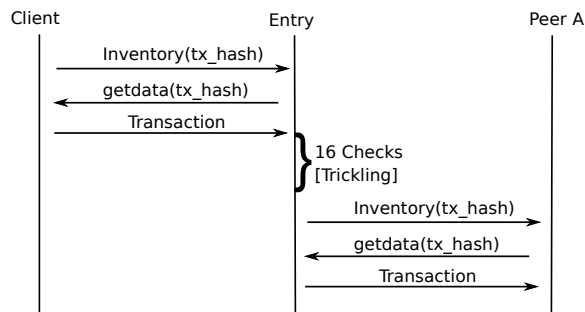 Client Entry Peer A
Inventory(tx_hash)
getdata(tx_hash)
Transaction
16 Checks
[Trickling]
Inventory(tx_hash)
getdata(tx_hash)
Transaction